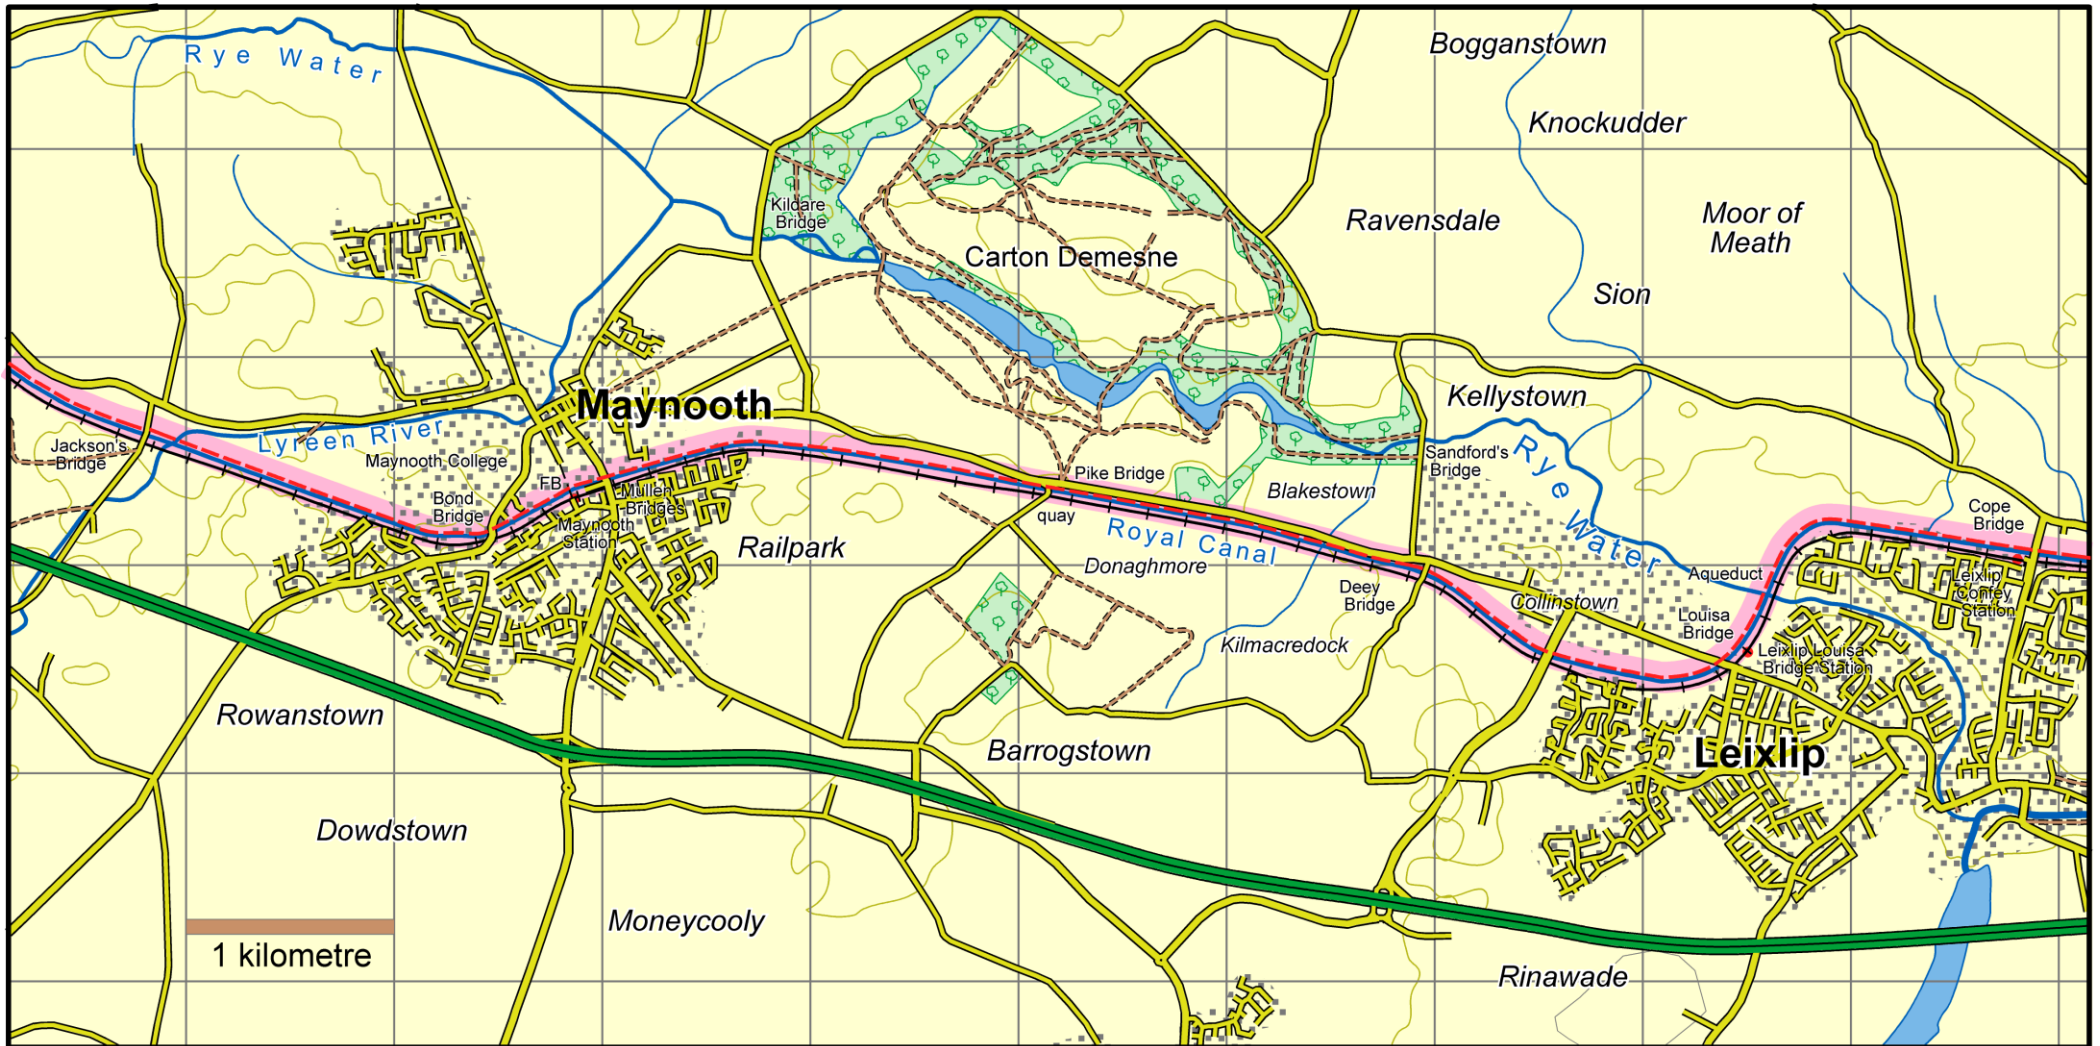 Bogganstown
Rye Water
Knockudder
Kildare
Bridge
Ravensdale
Moor of
Meath
Carton Demesne
Sion
Kellystown
Maynooth
Lyreen River
Jackson's
Bridge
Maynooth College
Sandford's
Bridge
Rye Water
Pike Bridge
FB
Mullen
Bridges
Blakestown
Bond
Bridge
quay
Cope
Bridge
Maynooth
Station
Royal Canal
Railpark
Donaghmore
Aqueduct
Leixlip
Confey
Station
Deey
Bridge
Collinstown
Louisa
Bridge
Kilmacredock
Leixlip Louisa
Bridge Station
Rowanstown
Barrogstown
Leixlip
Dowdstown
Moneycooly
1 kilometre
Rinawade